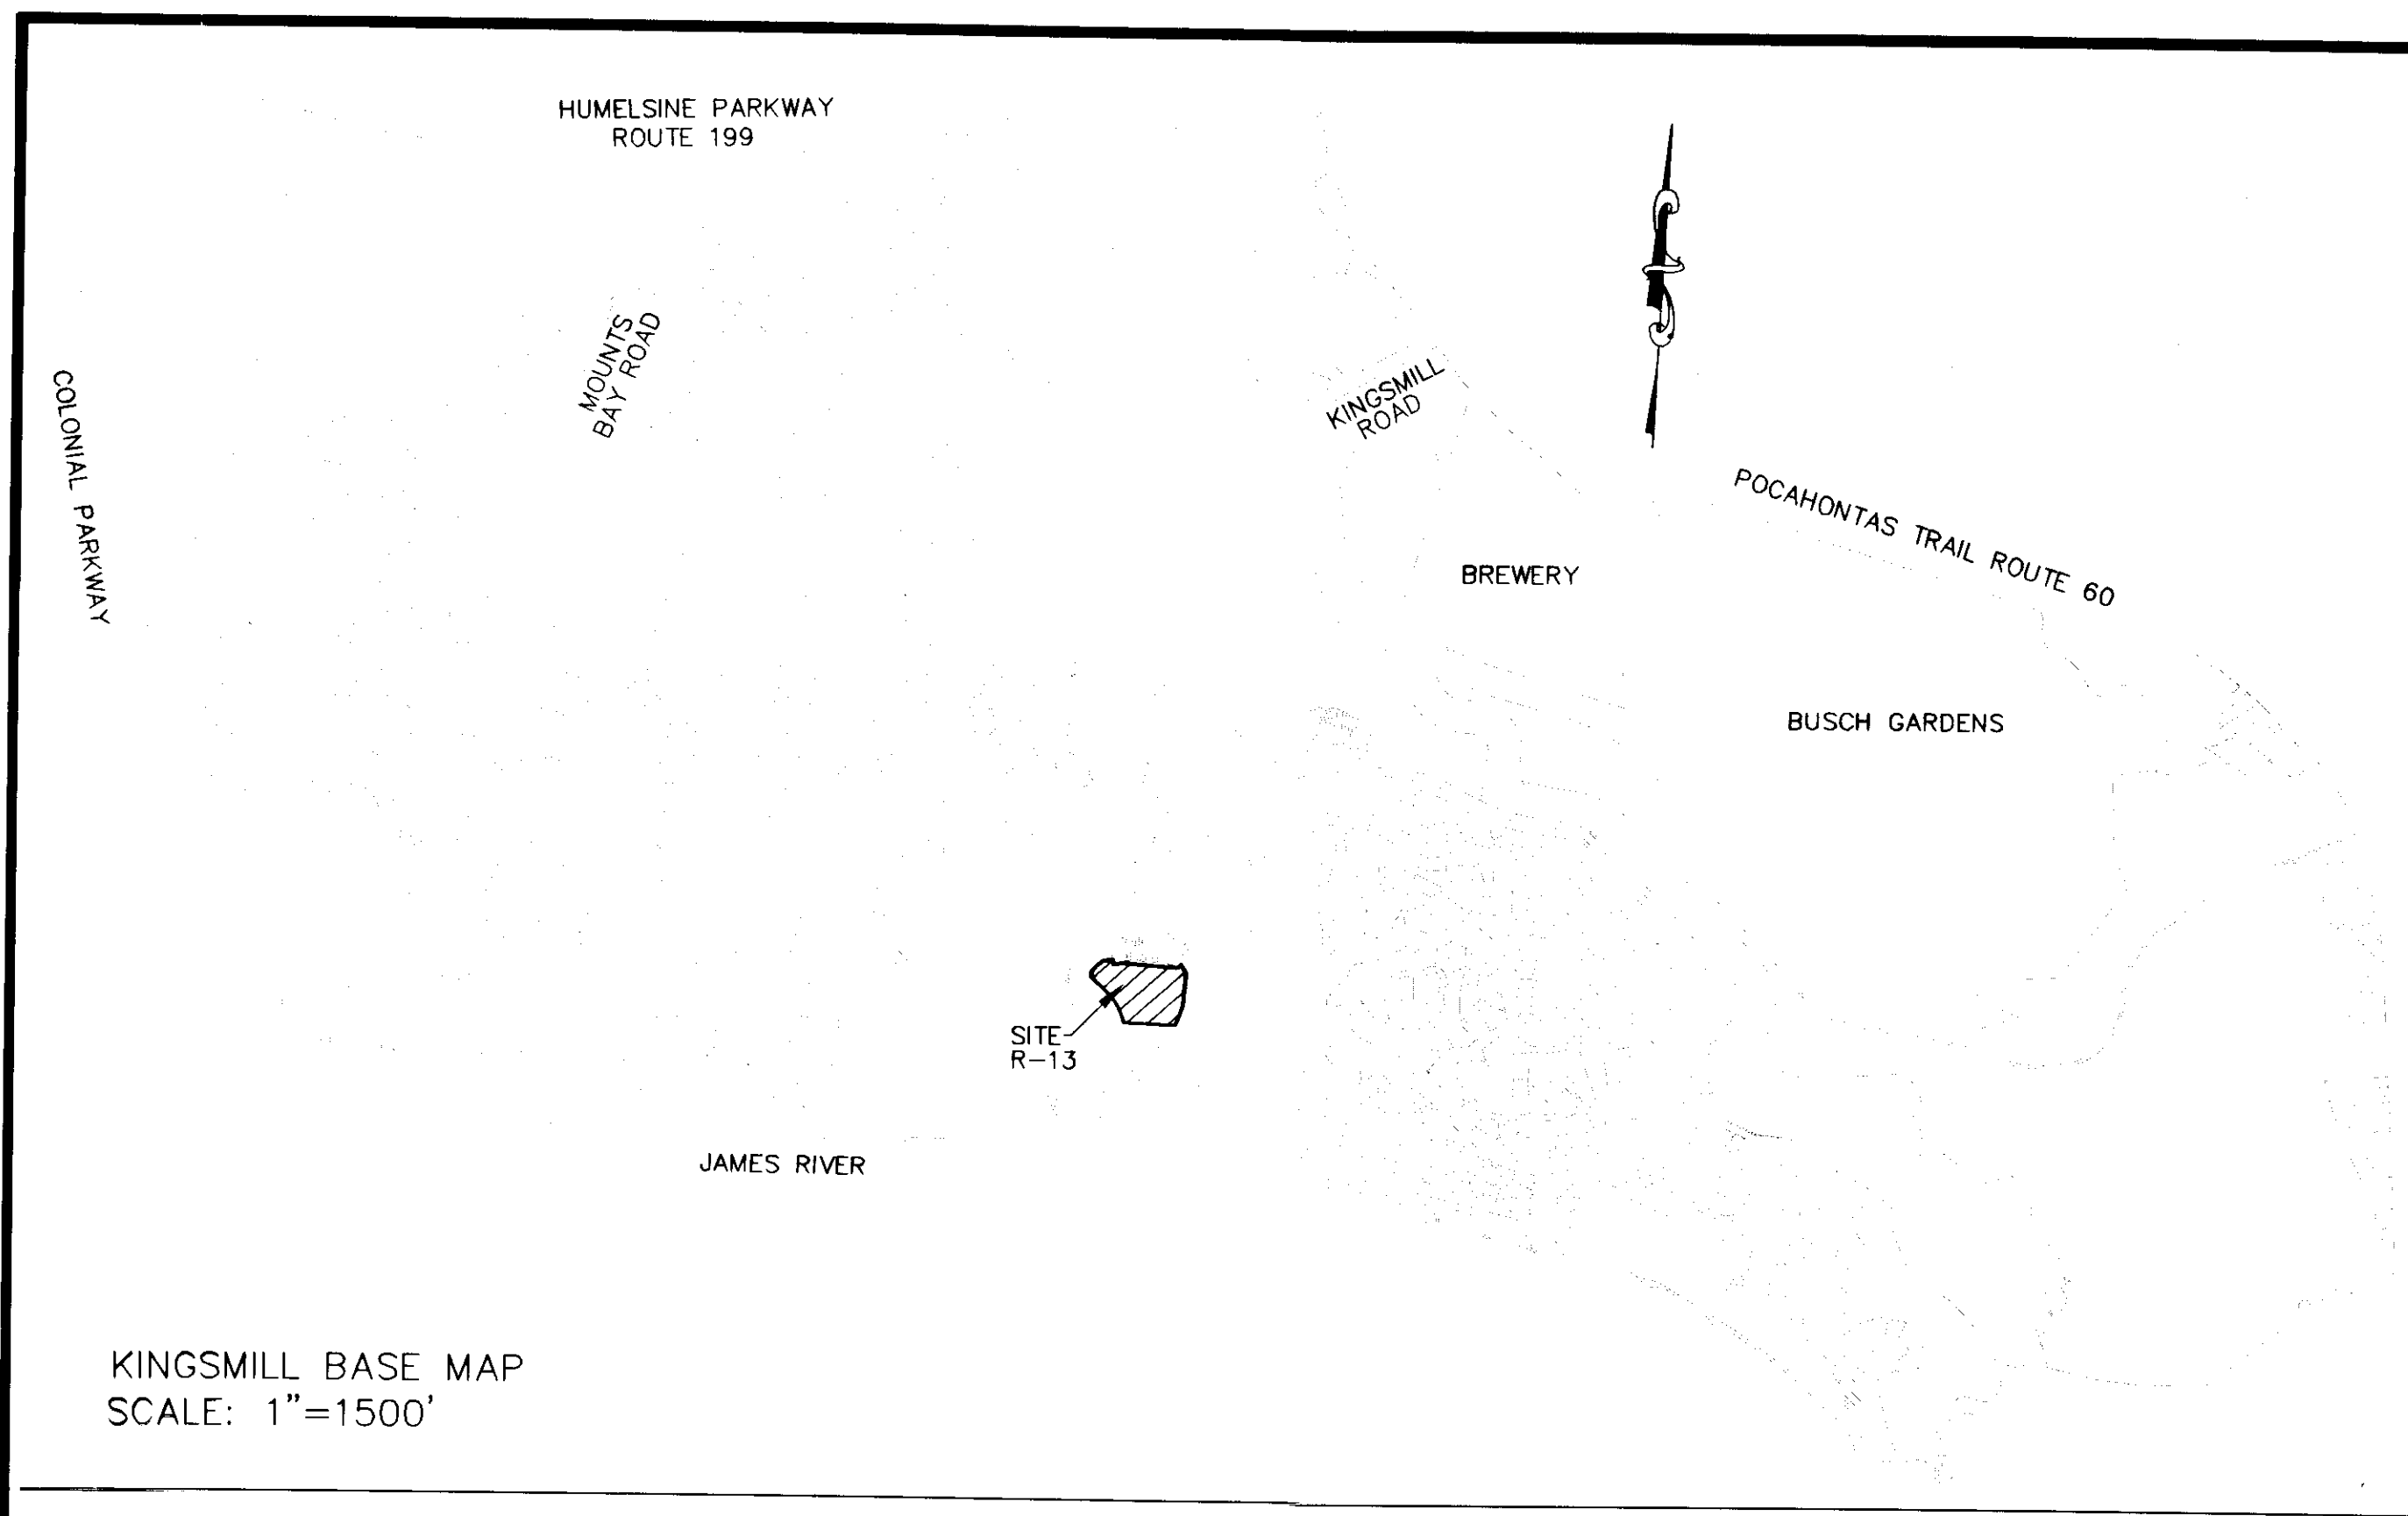 HUMELSINE PARKWAY
ROUTE 199
MOUNTS
BAY ROAD
KINGSMILL
ROAD
COLONIAL PARKWAY
POCAHONTAS TRAIL ROUTE 60
BREWERY
BUSCH GARDENS
SITE
R-13
JAMES RIVER
KINGSMILL BASE MAP
SCALE: 1"=1500'